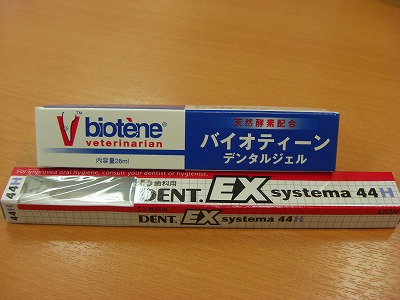 biotène®
veterinarian
天然酵素配合
バイオティーン
デンタルジェル
内容量28ml
For improved oral hygiene, consult your dentist or hygienist.
44H
歯科用
DENT.EX systema 44H
44H
DENT.EX systema 44H
LION